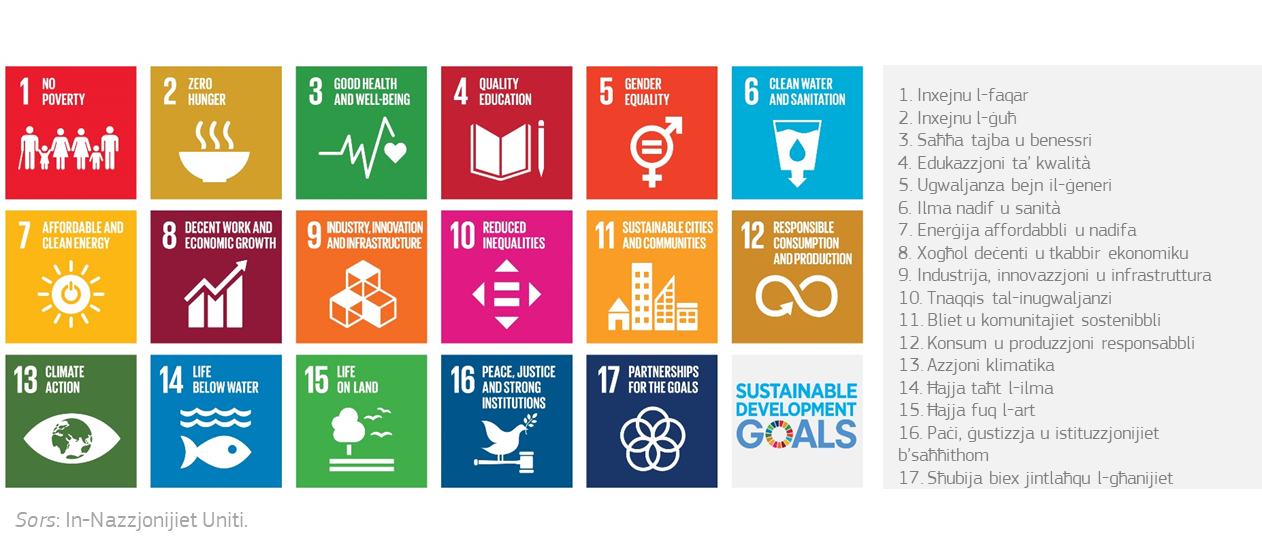 1 NO
POVERTY
2 ZERO
HUNGER
3 GOOD HEALTH
AND WELL-BEING
4 QUALITY
EDUCATION
5 GENDER
EQUALITY
6 CLEAN WATER
AND SANITATION
7 AFFORDABLE AND
CLEAN ENERGY
8 DECENT WORK AND
ECONOMIC GROWTH
9 INDUSTRY, INNOVATION
AND INFRASTRUCTURE
10 REDUCED
INEQUALITIES
11 SUSTAINABLE CITIES
AND COMMUNITIES
12 RESPONSIBLE
CONSUMPTION
AND PRODUCTION
13 CLIMATE
ACTION
14 LIFE
BELOW WATER
15 LIFE
ON LAND
16 PEACE, JUSTICE
AND STRONG
INSTITUTIONS
17 PARTNERSHIPS
FOR THE GOALS
SUSTAINABLE
DEVELOPMENT
GOALS
1. Inxejnu l-faqar
2. Inxejnu l-ġuħ
3. Saħħa tajba u benessri
4. Edukazzjoni ta' kwalità
5. Ugwaljanza bejn il-ġeneri
6. Ilma nadif u sanità
7. Enerġija affordabbli u nadifa
8. Xogħol deċenti u tkabbir ekonomiku
9. Industrija, innovazzjoni u infrastruttura
10. Tnaqqis tal-inugwaljanzi
11. Bliet u komunitajiet sostenibbli
12. Konsum u produzzjoni responsabbli
13. Azzjoni klimatika
14. Ħajja taħt l-ilma
15. Ħajja fuq l-art
16. Paċi, ġustizzja u istituzzjonijiet
b'saħħithom
17. Sħubija biex jintlaħqu l-għanijiet
Sors: In-Nazzjonijiet Uniti.